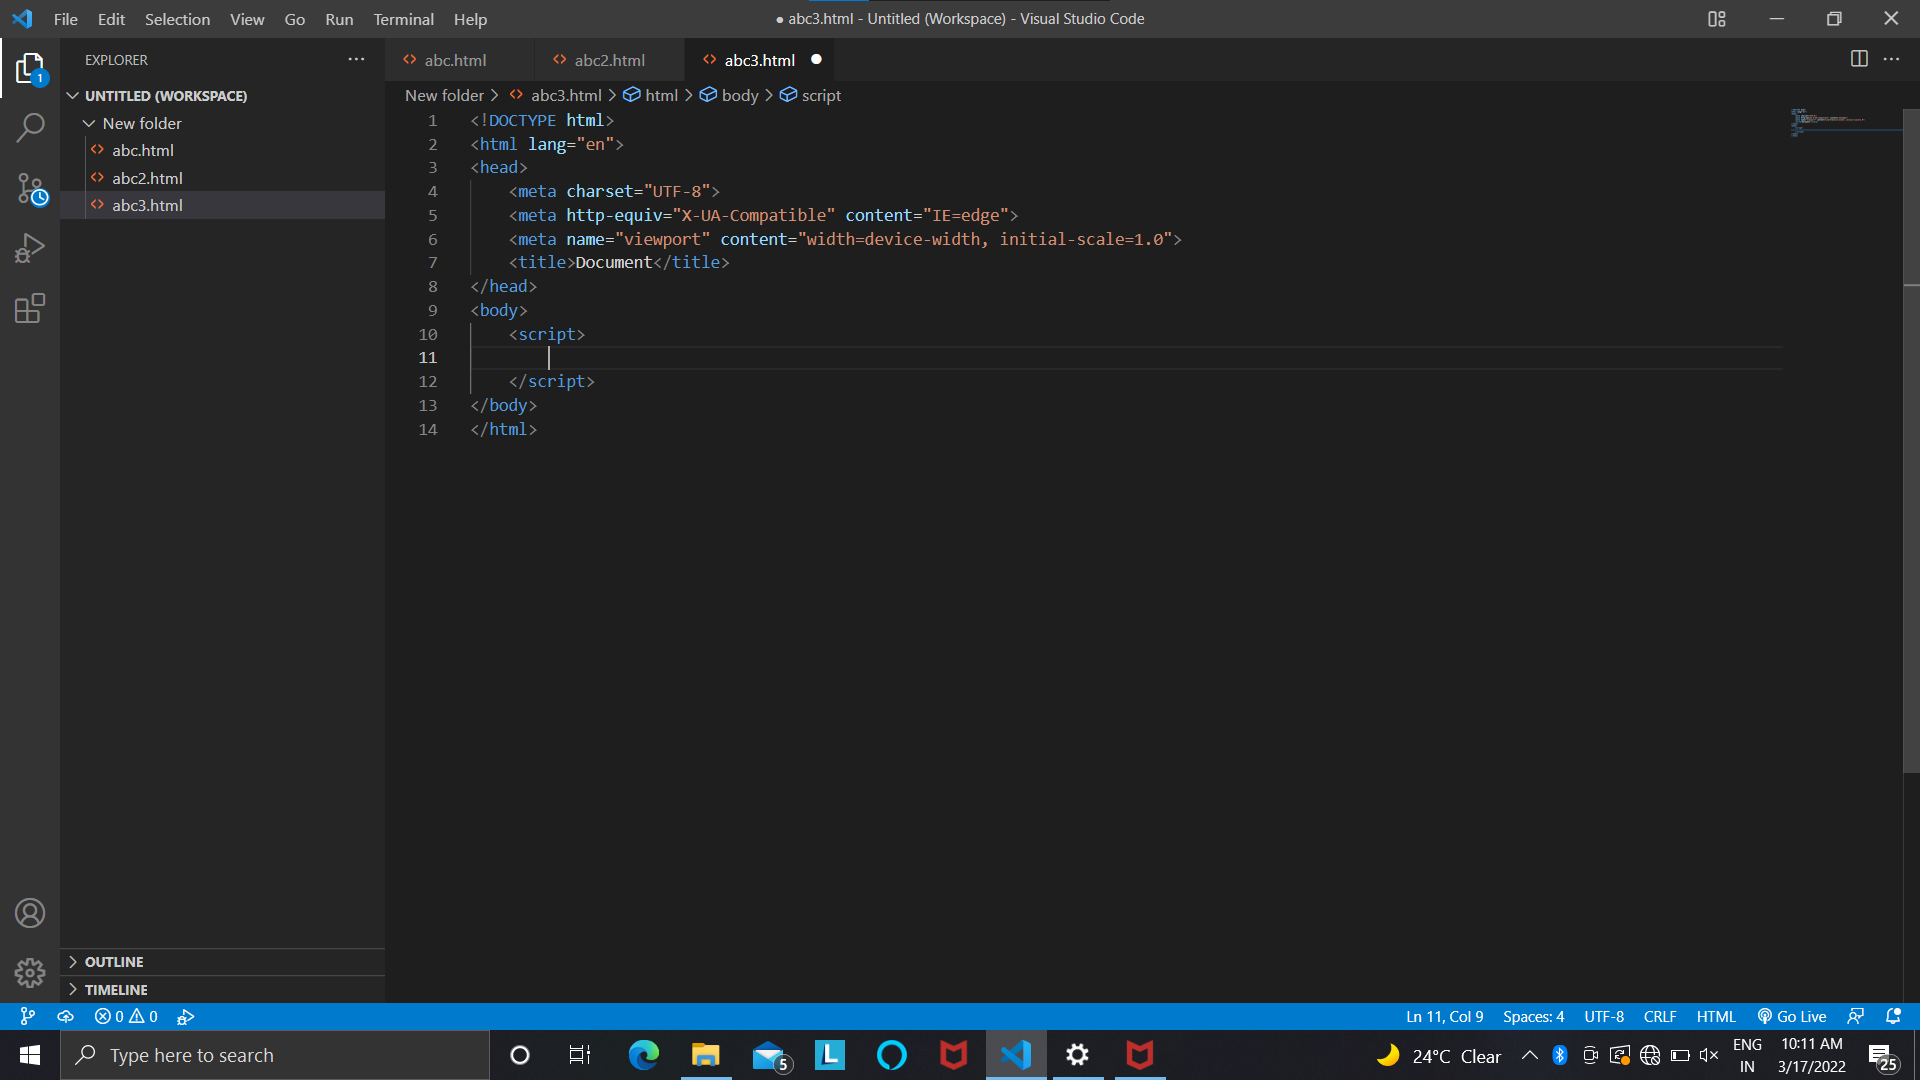 File Edit Selection View Go Run Terminal Help
● abc3.html - Untitled (Workspace) - Visual Studio Code
EXPLORER
abc.html
abc2.html
abc3.html
1
UNTITLED (WORKSPACE)
New folder
abc.html
abc2.html
abc3.html
New folder > abc3.html > html > body > script
1 <!DOCTYPE html>
2 <html lang="en">
3 <head>
4 <meta charset="UTF-8">
5 <meta http-equiv="X-UA-Compatible" content="IE=edge">
6 <meta name="viewport" content="width=device-width, initial-scale=1.0">
7 <title>Document</title>
8 </head>
9 <body>
10 <script>
11
12 </script>
13 </body>
14 </html>
OUTLINE
TIMELINE
0 0
Ln 11, Col 9 Spaces: 4 UTF-8 CRLF HTML Go Live
Type here to search
5
L
24°C Clear
ENG
IN
10:11 AM
3/17/2022
25